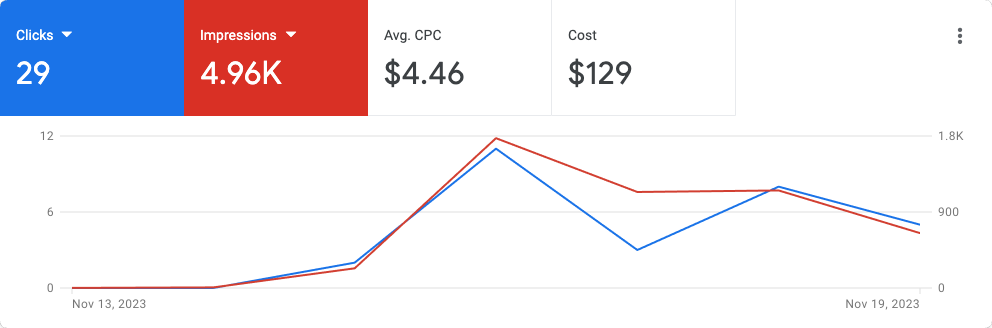 Clicks
29
Impressions
4.96K
Avg. CPC
$4.46
Cost
$129
12
1.8K
6
900
0
0
Nov 13, 2023
Nov 19, 2023